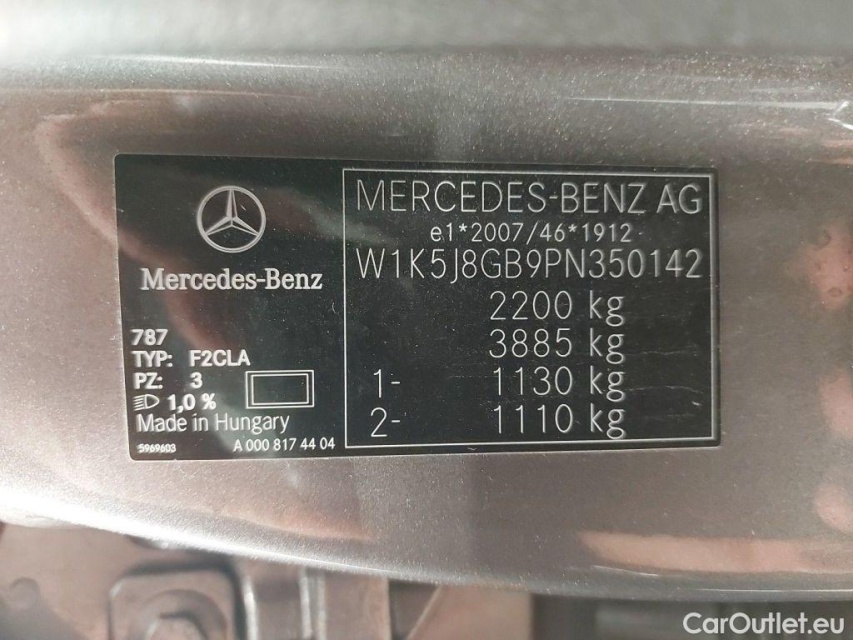 Mercedes-Benz
787
TYP: F2CLA
PZ: 3
1,0 %
Made in Hungary
5969603
A 000 817 44 04
MERCEDES-BENZ AG
e1*2007/46*1912
W1K5J8GB9PN350142
2200 kg
3885 kg
1- 1130 kg
2- 1110 kg
CarOutlet.eu